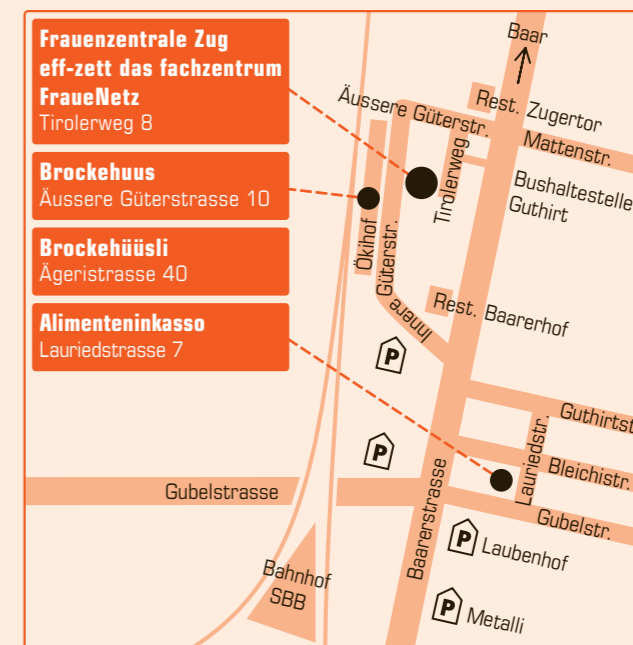 Frauenzentrale Zug
eff-zett das fachzentrum
FraueNetz
Tirolerweg 8
Brockehuus
Äussere Güterstrasse 10
Brockehüüsli
Ägeristrasse 40
Alimenteninkasso
Lauriedstrasse 7
Baar
Rest. Zugertor
Äussere Güterstr.
Mattenstr.
Tirolerweg
Bushaltestelle
Guthirt
Ökihof
Güterstr.
Innere
Rest. Baarerhof
P
Guthirtst
Lauriedstr.
Bleichistr.
P
Baarerstrasse
Gubelstrasse
Gubelstr.
P Laubenhof
Bahnhof
SBB
P Metalli